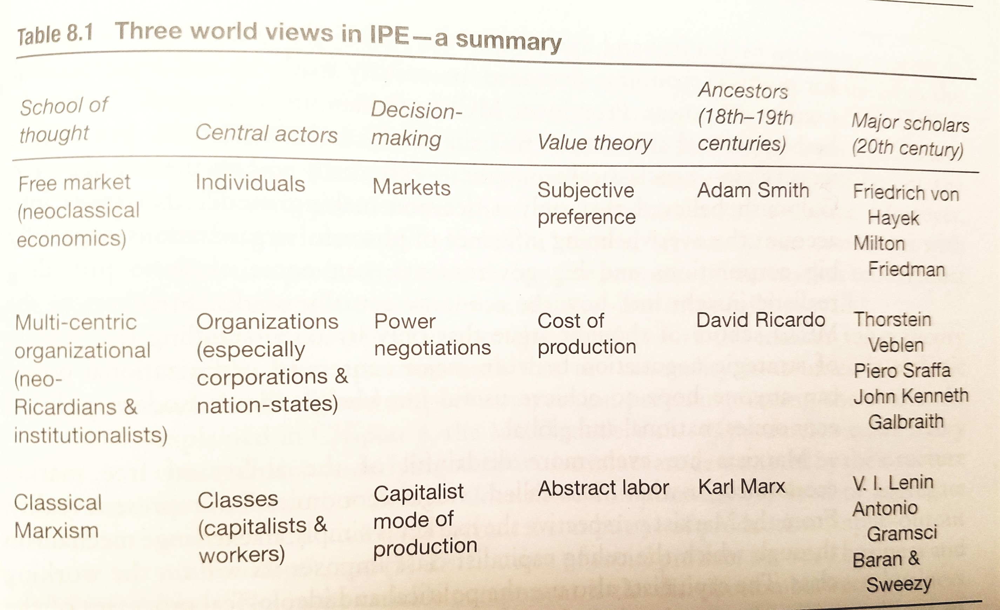 Table 8.1 Three world views in IPE—a summary
School of
thought
Central actors
Decision-
making
Value theory
Ancestors
(18th–19th
centuries)
Major scholars
(20th century)
Free market
(neoclassical
economics)
Individuals
Markets
Subjective
preference
Adam Smith
Friedrich von
Hayek
Milton
Friedman
Multi-centric
organizational
(neo-
Ricardians &
institutionalists)
Organizations
(especially
corporations &
nation-states)
Power
negotiations
Cost of
production
David Ricardo
Thorstein
Veblen
Piero Sraffa
John Kenneth
Galbraith
Classical
Marxism
Classes
(capitalists &
workers)
Capitalist
mode of
production
Abstract labor
Karl Marx
V. I. Lenin
Antonio
Gramsci
Baran &
Sweezy